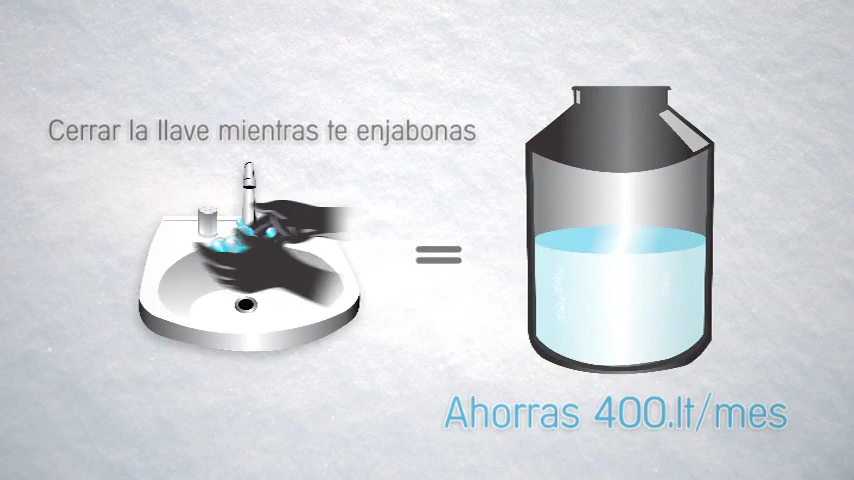 Cerrar la llave mientras te enjabonas
=
Ahorras 400.lt/mes